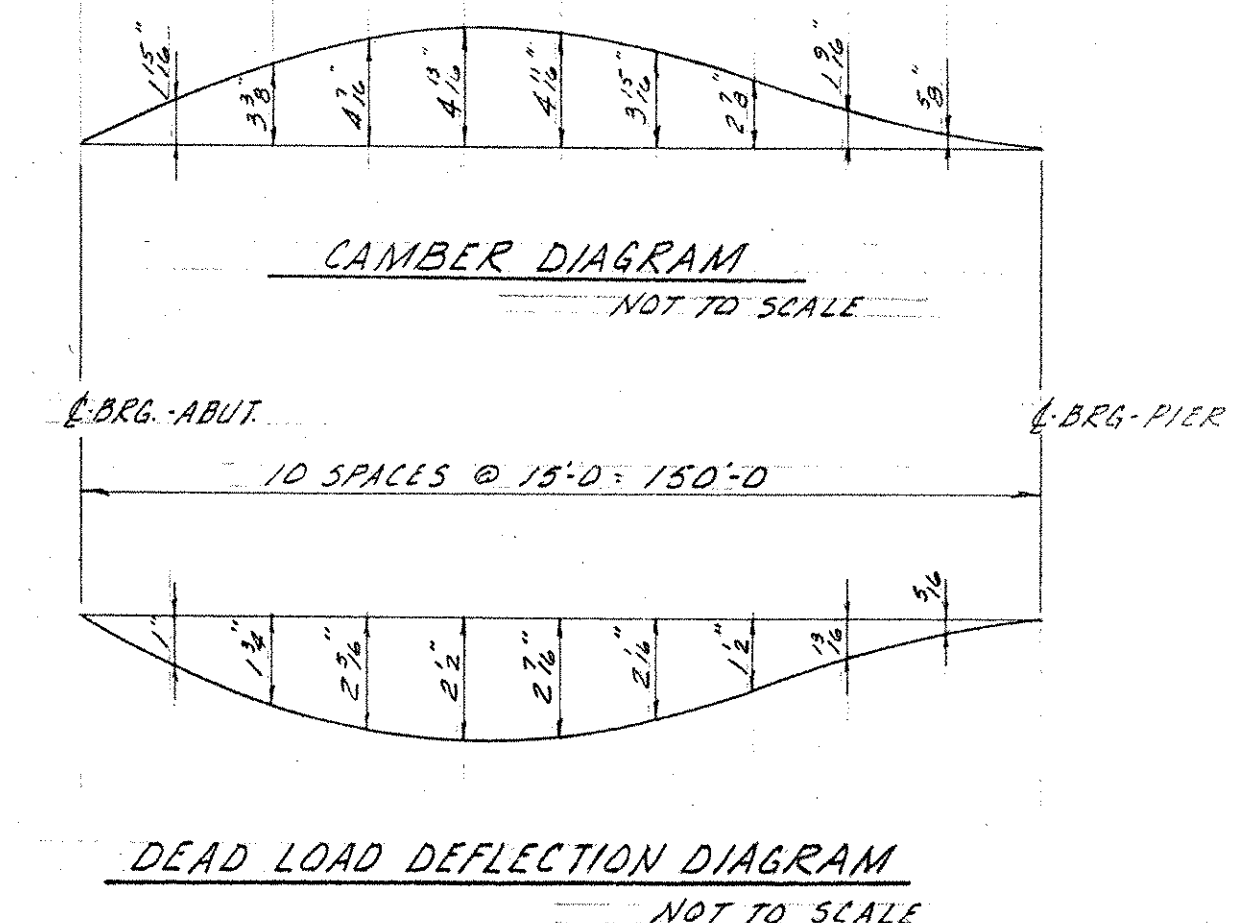 1 15/16"
3 3/8"
4 7/16"
4 13/16"
4 11/16"
3 15/16"
2 7/8"
1 9/16"
5/8"
CAMBER DIAGRAM
NOT TO SCALE
℄-BRG.-ABUT.
℄-BRG-PIER
10 SPACES @ 15'-0 = 150'-0
1"
1 3/4"
2 5/16"
2 1/2"
2 7/16"
2 1/16"
1 1/2"
13/16"
5/16
DEAD LOAD DEFLECTION DIAGRAM
NOT TO SCALE